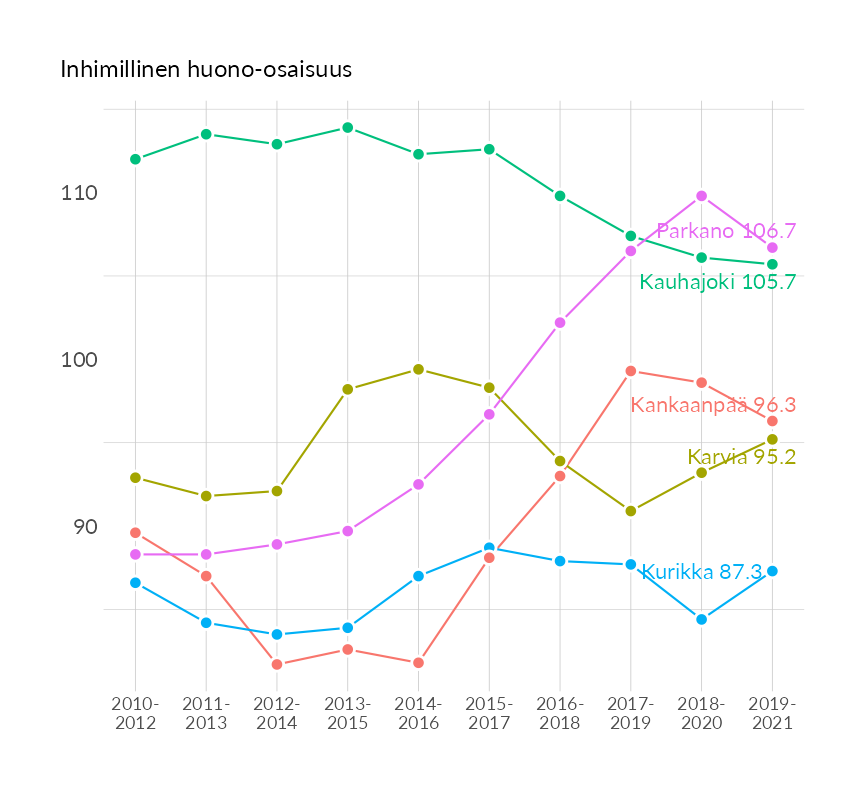 Inhimillinen huono-osaisuus
110
100
90
Parkano 106.7
Kauhajoki 105.7
Kankaanpää 96.3
Karvia 95.2
Kurikka 87.3
2010- 2011- 2012- 2013- 2014- 2015- 2016- 2017- 2018- 2019-
2012 2013 2014 2015 2016 2017 2018 2019 2020 2021